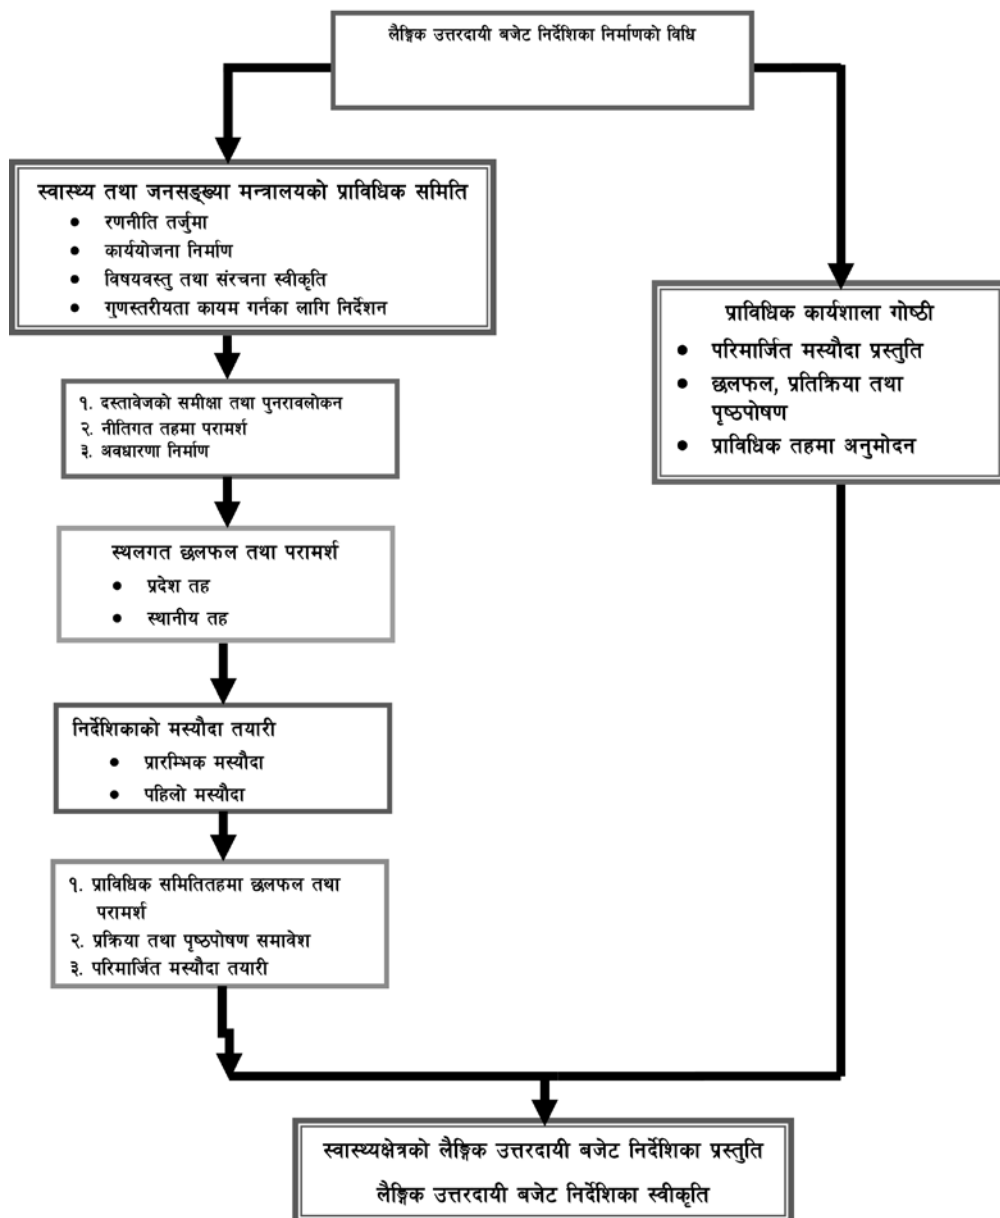 लैङ्गिक उत्तरदायी बजेट निर्देशिका निर्माणको विधि
स्वास्थ्य तथा जनसङ्ख्या मन्त्रालयको प्राविधिक समिति
• रणनीति तर्जुमा
• कार्ययोजना निर्माण
• विषयवस्तु तथा संरचना स्वीकृति
• गुणस्तरीयता कायम गर्नका लागि निर्देशन
१. दस्तावेजको समीक्षा तथा पुनरावलोकन
२. नीतिगत तहमा परामर्श
३. अवधारणा निर्माण
स्थलगत छलफल तथा परामर्श
• प्रदेश तह
• स्थानीय तह
निर्देशिकाको मस्यौदा तयारी
• प्रारम्भिक मस्यौदा
• पहिलो मस्यौदा
१. प्राविधिक समितितहमा छलफल तथा
परामर्श
२. प्रक्रिया तथा पृष्ठपोषण समावेश
३. परिमार्जित मस्यौदा तयारी
प्राविधिक कार्यशाला गोष्ठी
• परिमार्जित मस्यौदा प्रस्तुति
• छलफल, प्रतिक्रिया तथा
पृष्ठपोषण
• प्राविधिक तहमा अनुमोदन
स्वास्थ्यक्षेत्रको लैङ्गिक उत्तरदायी बजेट निर्देशिका प्रस्तुति
लैङ्गिक उत्तरदायी बजेट निर्देशिका स्वीकृति